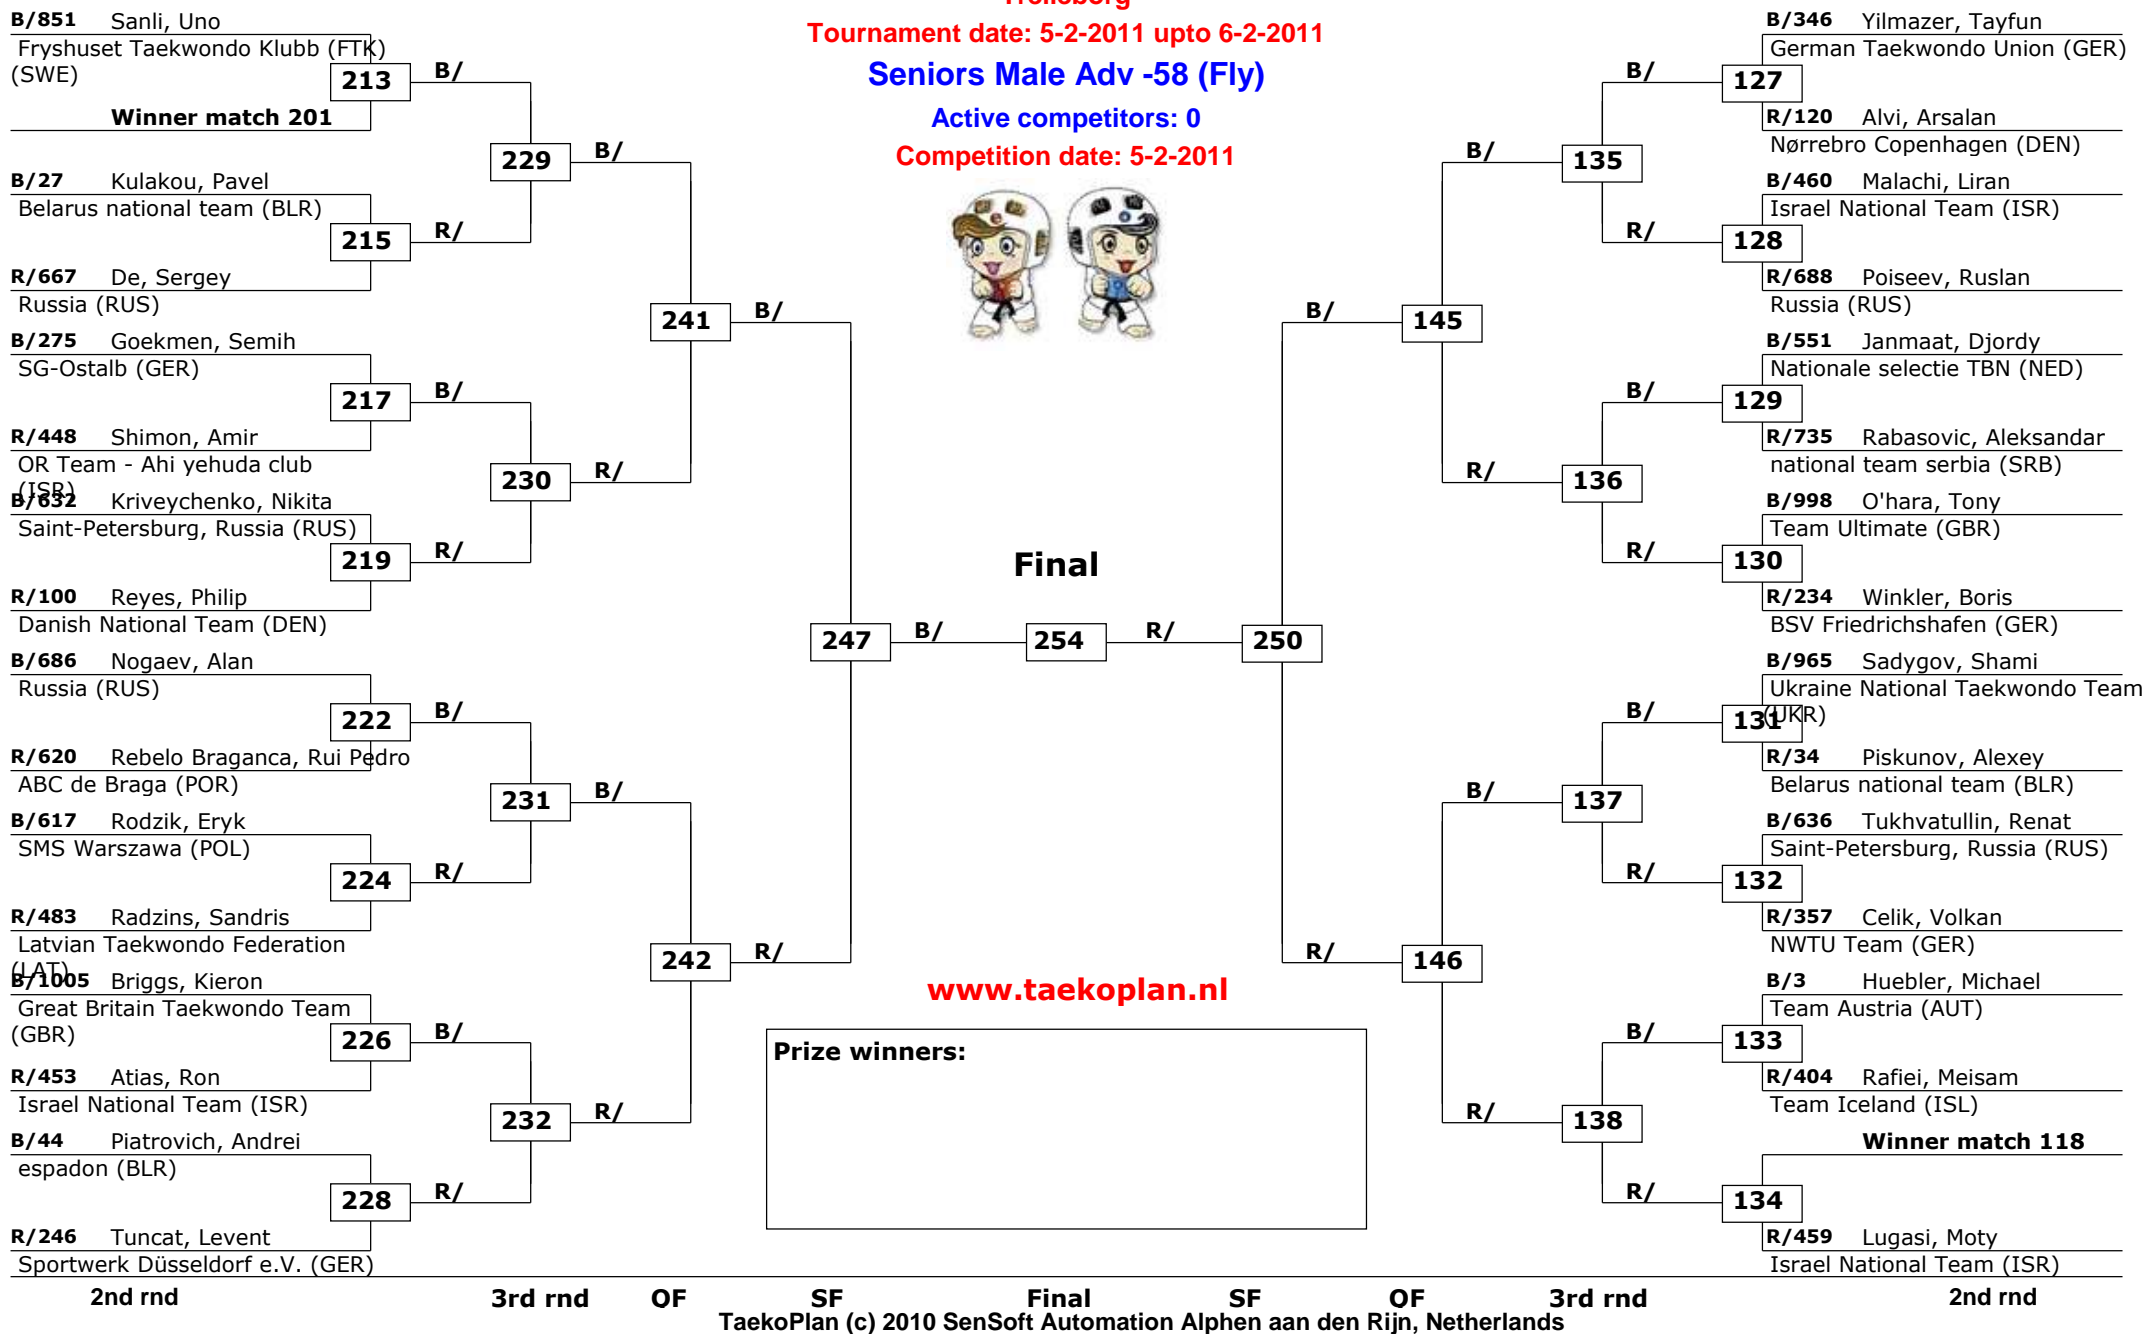 Trelleborg
Tournament date: 5-2-2011 upto 6-2-2011
Seniors Male Adv -58 (Fly)
Active competitors: 0
Competition date: 5-2-2011
B/851 Sanli, Uno
Fryshuset Taekwondo Klubb (FTK)
(SWE)
213 B/
Winner match 201
229 B/
B/27 Kulakou, Pavel
Belarus national team (BLR)
215 R/
R/667 De, Sergey
Russia (RUS)
241 B/
B/275 Goekmen, Semih
SG-Ostalb (GER)
217 B/
R/448 Shimon, Amir
OR Team - Ahi yehuda club
(ISR)
230 R/
B/632 Kriveychenko, Nikita
Saint-Petersburg, Russia (RUS)
219 R/
R/100 Reyes, Philip
Danish National Team (DEN)
B/686 Nogaev, Alan
Russia (RUS)
222 B/
R/620 Rebelo Braganca, Rui Pedro
ABC de Braga (POR)
231 B/
B/617 Rodzik, Eryk
SMS Warszawa (POL)
224 R/
R/483 Radzins, Sandris
Latvian Taekwondo Federation
(LAT)
242 R/
B/1005 Briggs, Kieron
Great Britain Taekwondo Team
(GBR)
226 B/
R/453 Atias, Ron
Israel National Team (ISR)
232 R/
B/44 Piatrovich, Andrei
espadon (BLR)
228 R/
R/246 Tuncat, Levent
Sportwerk Düsseldorf e.V. (GER)
Final
247 B/ 254 R/ 250
www.taekoplan.nl
Prize winners:
B/346 Yilmazer, Tayfun
German Taekwondo Union (GER)
B/ 127
R/120 Alvi, Arsalan
Nørrebro Copenhagen (DEN)
B/ 135
B/460 Malachi, Liran
Israel National Team (ISR)
R/ 128
R/688 Poiseev, Ruslan
Russia (RUS)
B/ 145
B/551 Janmaat, Djordy
Nationale selectie TBN (NED)
B/ 129
R/735 Rabasovic, Aleksandar
national team serbia (SRB)
R/ 136
B/998 O'hara, Tony
Team Ultimate (GBR)
R/ 130
R/234 Winkler, Boris
BSV Friedrichshafen (GER)
B/965 Sadygov, Shami
Ukraine National Taekwondo Team
(UKR)
B/ 131
R/34 Piskunov, Alexey
Belarus national team (BLR)
B/ 137
B/636 Tukhvatullin, Renat
Saint-Petersburg, Russia (RUS)
R/ 132
R/357 Celik, Volkan
NWTU Team (GER)
R/ 146
B/3 Huebler, Michael
Team Austria (AUT)
B/ 133
R/404 Rafiei, Meisam
Team Iceland (ISL)
R/ 138
Winner match 118
R/ 134
R/459 Lugasi, Moty
Israel National Team (ISR)
2nd rnd 3rd rnd QF SF Final SF QF 3rd rnd 2nd rnd
TaekoPlan (c) 2010 SenSoft Automation Alphen aan den Rijn, Netherlands